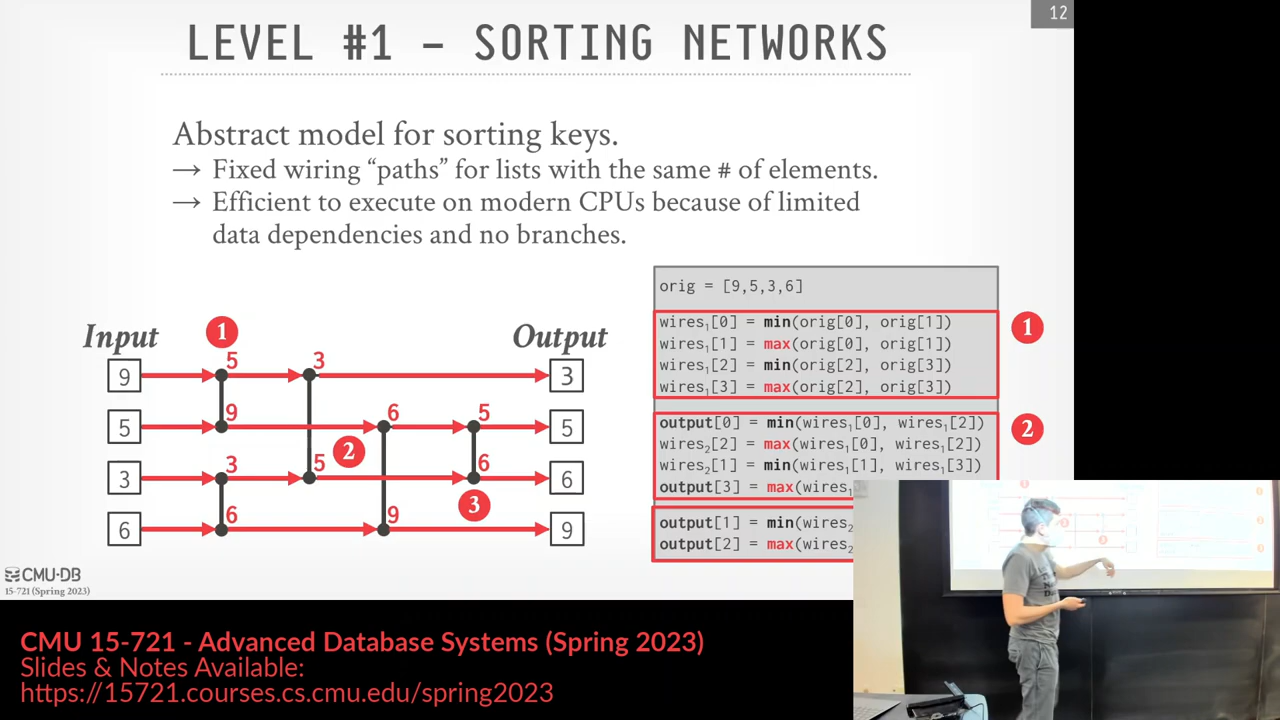 12
LEVEL #1 – SORTING NETWORKS
Abstract model for sorting keys.
→ Fixed wiring “paths” for lists with the same # of elements.
→ Efficient to execute on modern CPUs because of limited
data dependencies and no branches.
Input
Output
1
9
5
3
3
5
9
6
5
5
2
3
3
5
6
6
3
6
6
9
9
orig = [9,5,3,6]
wires₁[0] = min(orig[0], orig[1])
wires₁[1] = max(orig[0], orig[1])
wires₁[2] = min(orig[2], orig[3])
wires₁[3] = max(orig[2], orig[3])
1
output[0] = min(wires₁[0], wires₁[2])
wires₂[2] = max(wires₁[0], wires₁[2])
wires₂[1] = min(wires₁[1], wires₁[3])
output[3] = max(wires₁
2
output[1] = min(wires₂
output[2] = max(wires₂
CMU·DB
15-721 (Spring 2023)
CMU 15-721 - Advanced Database Systems (Spring 2023)
Slides & Notes Available:
https://15721.courses.cs.cmu.edu/spring2023